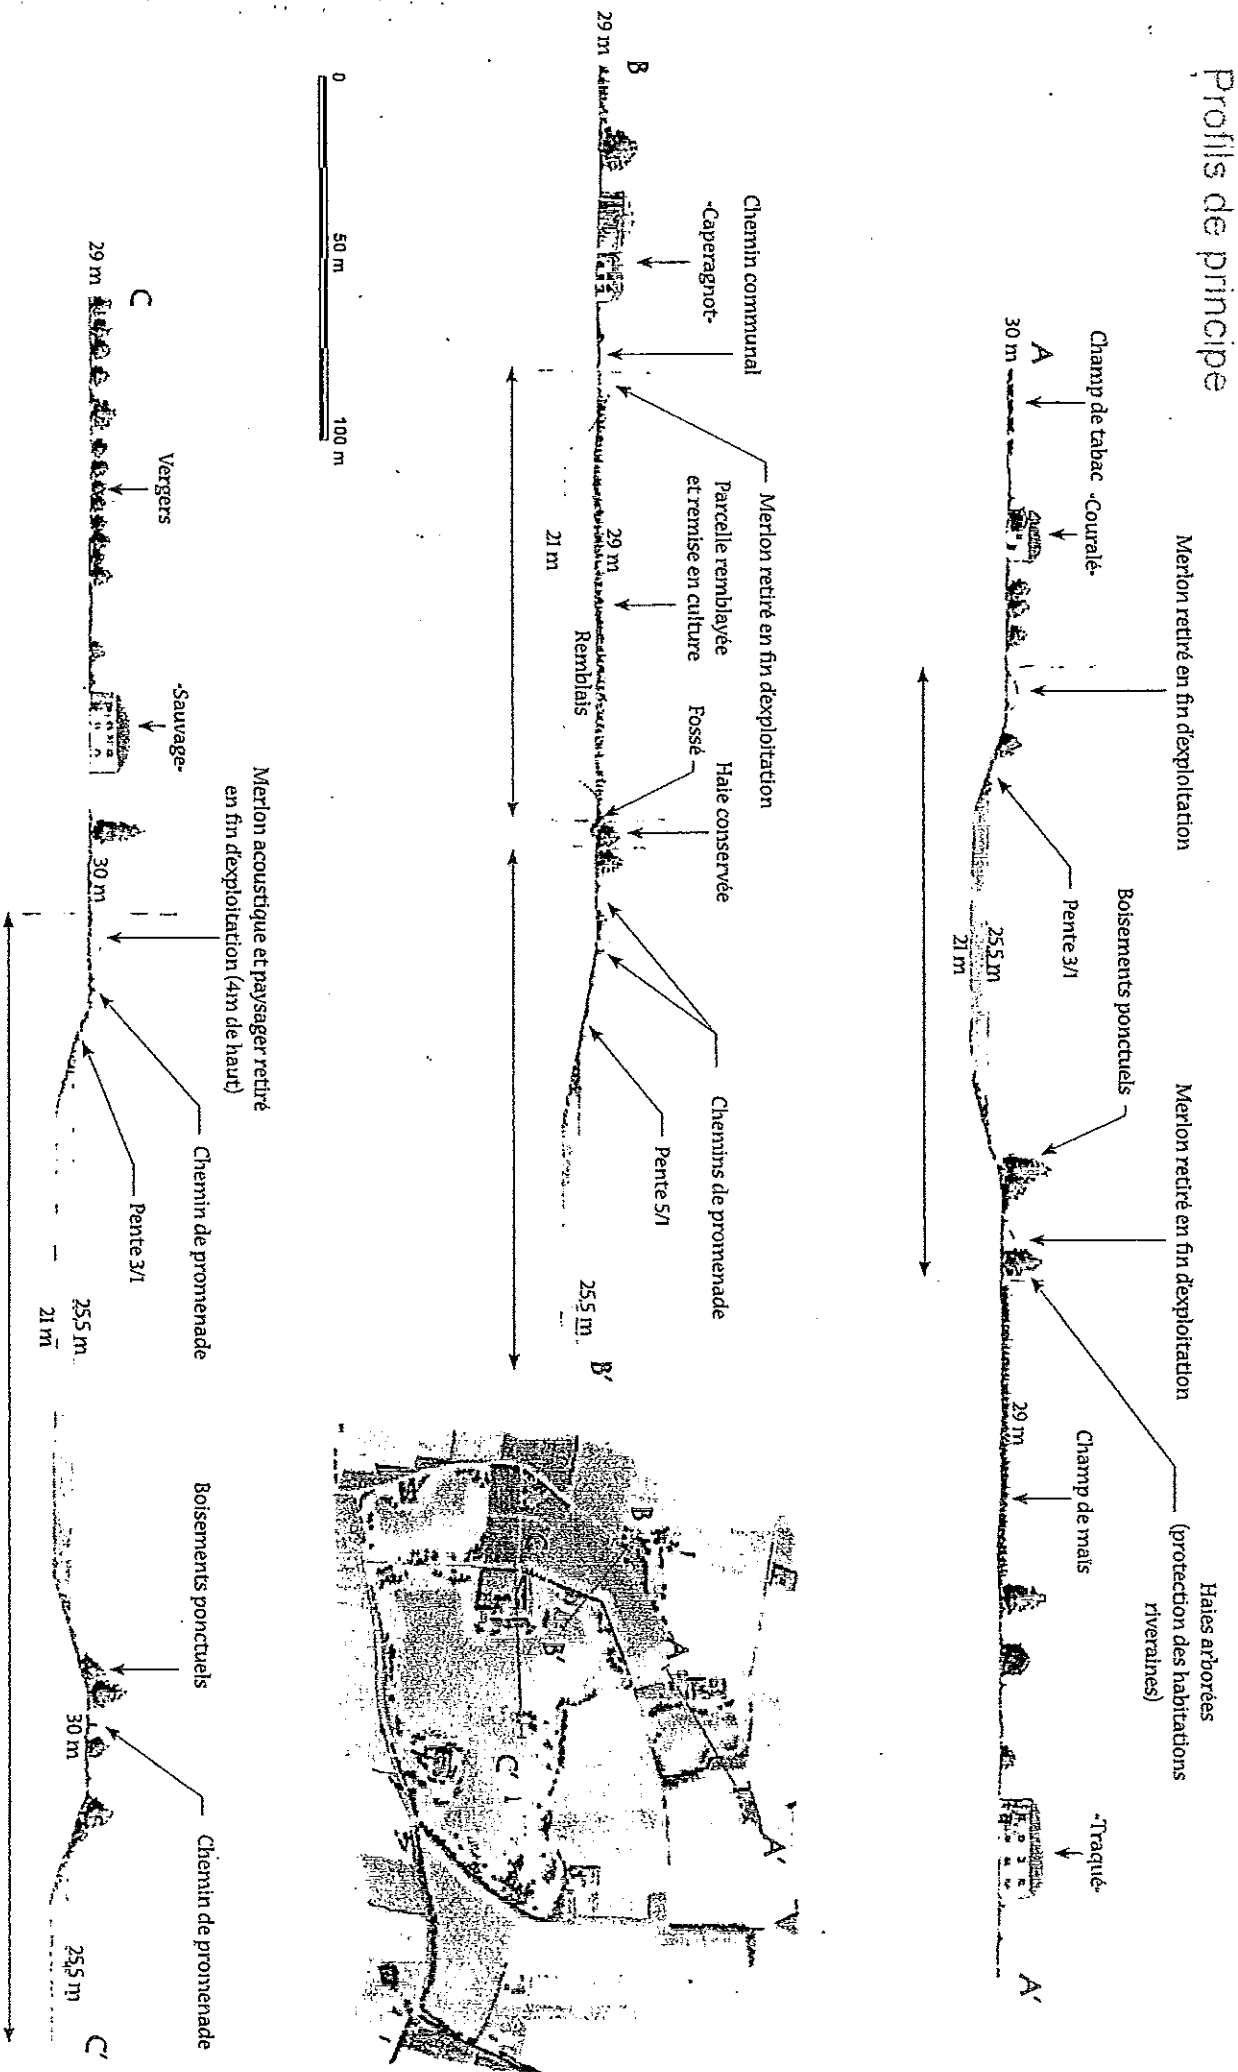 Profils de principe
Merlon retiré en fin d'exploitation
Merlon retiré en fin d'exploitation
Haies arborées
(protection des habitations
riveraines)
Champ de tabac
-Couralé-
Boisements ponctuels
Champ de maïs
-Traqué-
Pente 3/1
A
30 m
25,5 m
21 m
29 m
A'
Chemin communal
-Caperagnot-
Merlon retiré en fin d'exploitation
Parcelle remblayée
et remise en culture
Fossé
Haie conservée
Chemins de promenade
Pente 5/1
B
29 m
29 m
21 m
Remblais
25,5 m
B'
0
50 m
100 m
Merlon acoustique et paysager retiré
en fin d'exploitation (4m de haut)
Vergers
-Sauvage-
Chemin de promenade
Pente 3/1
Boisements ponctuels
Chemin de promenade
C
29 m
30 m
25,5 m
21 m
30 m
25,5 m
C'
B
A
A'
C
B'
C'